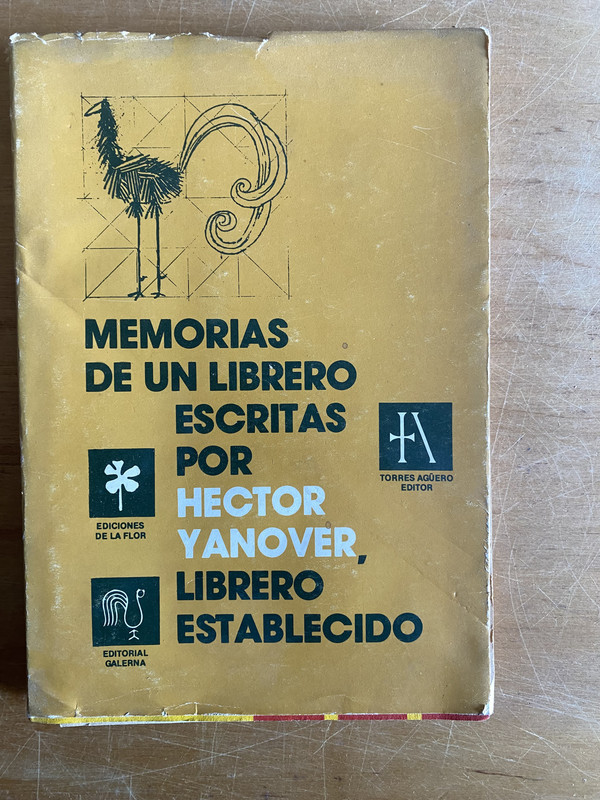 MEMORIAS
DE UN LIBRERO
ESCRITAS
POR
HECTOR
YANOVER,
LIBRERO
ESTABLECIDO
TORRES AGÜERO
EDITOR
EDICIONES
DE LA FLOR
EDITORIAL
GALERNA